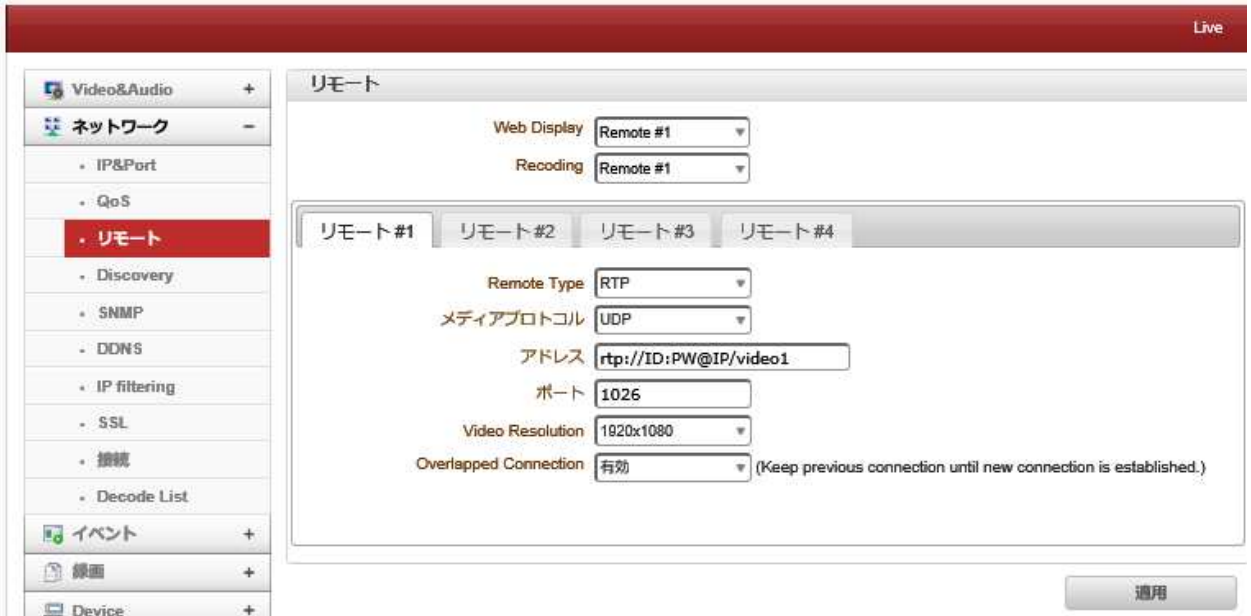 Live
Video&Audio +
ネットワーク −
IP&Port
QoS
リモート
Discovery
SNMP
DDNS
IP filtering
SSL
接続
Decode List
イベント +
録画 +
Device +
リモート
Web Display Remote #1
Recoding Remote #1
リモート#1 リモート#2 リモート#3 リモート#4
Remote Type RTP
メディアプロトコル UDP
アドレス rtp://ID:PW@IP/video1
ポート 1026
Video Resolution 1920x1080
Overlapped Connection 有効 (Keep previous connection until new connection is established.)
適用